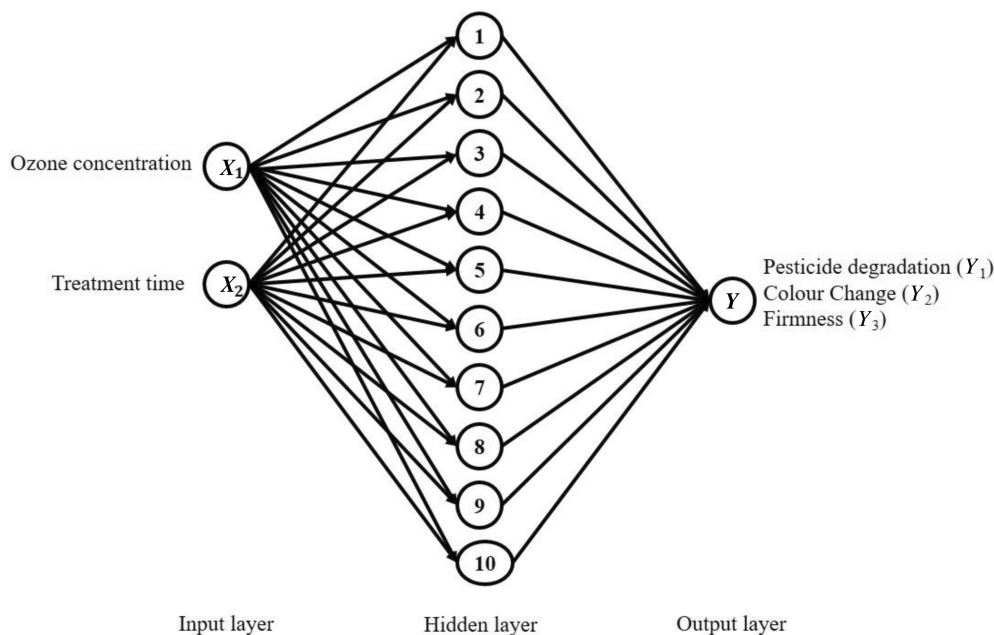 1
2
3
Ozone concentration X₁
4
5
Treatment time X₂
Pesticide degradation (Y₁)
Y Colour Change (Y₂)
Firmness (Y₃)
6
7
8
9
10
Input layer Hidden layer Output layer